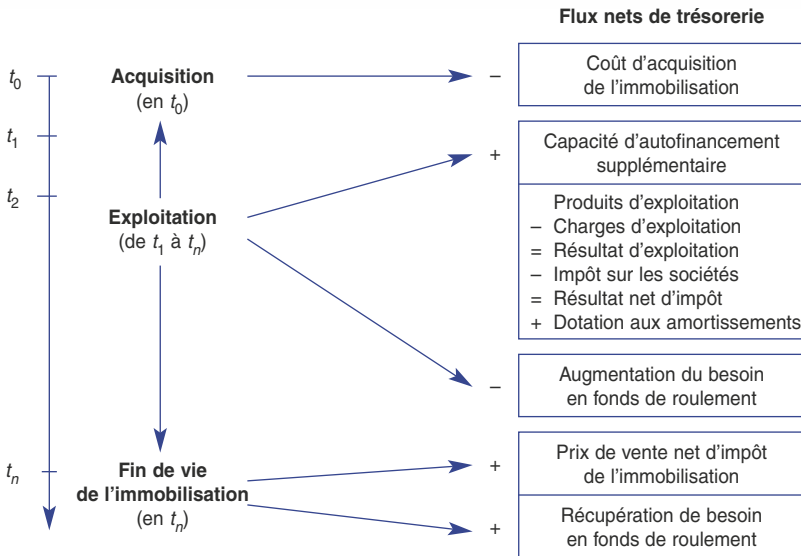 Flux nets de trésorerie
t0
Acquisition
(en t0)
–
Coût d'acquisition
de l'immobilisation
t1
+
Capacité d'autofinancement
supplémentaire
t2
Exploitation
(de t1 à tn)
Produits d'exploitation
– Charges d'exploitation
= Résultat d'exploitation
– Impôt sur les sociétés
= Résultat net d'impôt
+ Dotation aux amortissements
–
Augmentation du besoin
en fonds de roulement
tn
Fin de vie
de l'immobilisation
(en tn)
+
Prix de vente net d'impôt
de l'immobilisation
+
Récupération de besoin
en fonds de roulement